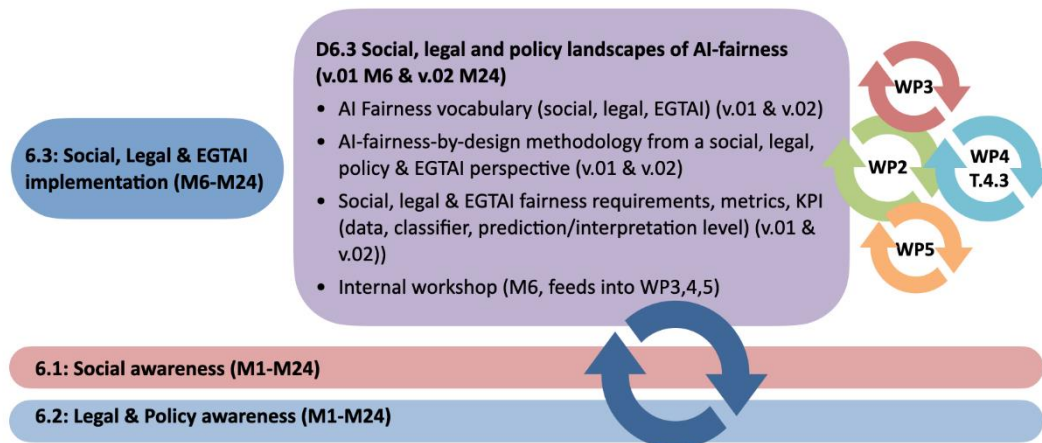 D6.3 Social, legal and policy landscapes of AI-fairness
(v.01 M6 & v.02 M24)
• AI Fairness vocabulary (social, legal, EGTAI) (v.01 & v.02)
• AI-fairness-by-design methodology from a social, legal,
policy & EGTAI perspective (v.01 & v.02)
• Social, legal & EGTAI fairness requirements, metrics, KPI
(data, classifier, prediction/interpretation level) (v.01 &
v.02))
• Internal workshop (M6, feeds into WP3,4,5)
6.3: Social, Legal & EGTAI
implementation (M6-M24)
WP3
WP2
WP4
T.4.3
WP5
6.1: Social awareness (M1-M24)
6.2: Legal & Policy awareness (M1-M24)